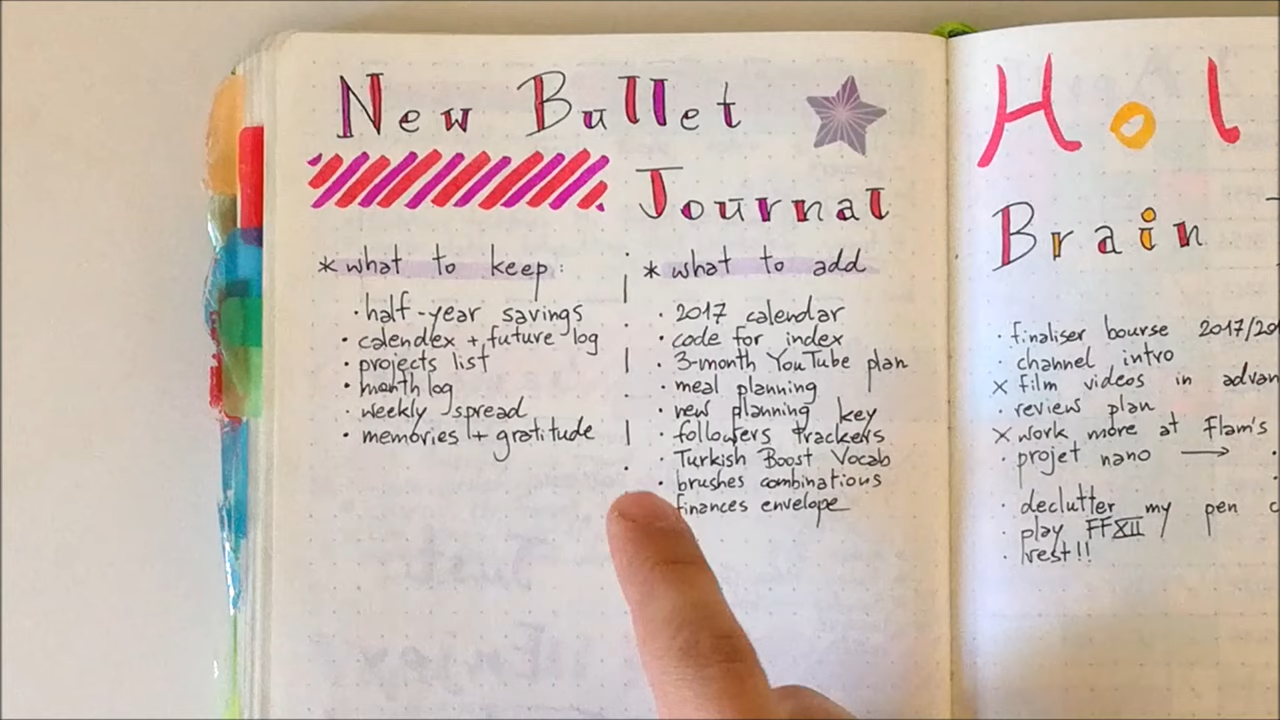 New Bullet
Journal
* what to keep:
· half-year savings
· calendex + future log
· projects list
· month log
· weekly spread
· memories + gratitude
* what to add
· 2017 calendar
· code for index
· 3-month YouTube plan
· meal planning
· new planning key
· followers trackers
· Turkish Boost Vocab
· brushes combinations
finances envelope
Hol
Brain
· finaliser bourse 2017/20
· channel intro
x film videos in advan
· review plan
x work more at Flam's
· projet nano →
· declutter my pen c
· play FFXII
· rest!!